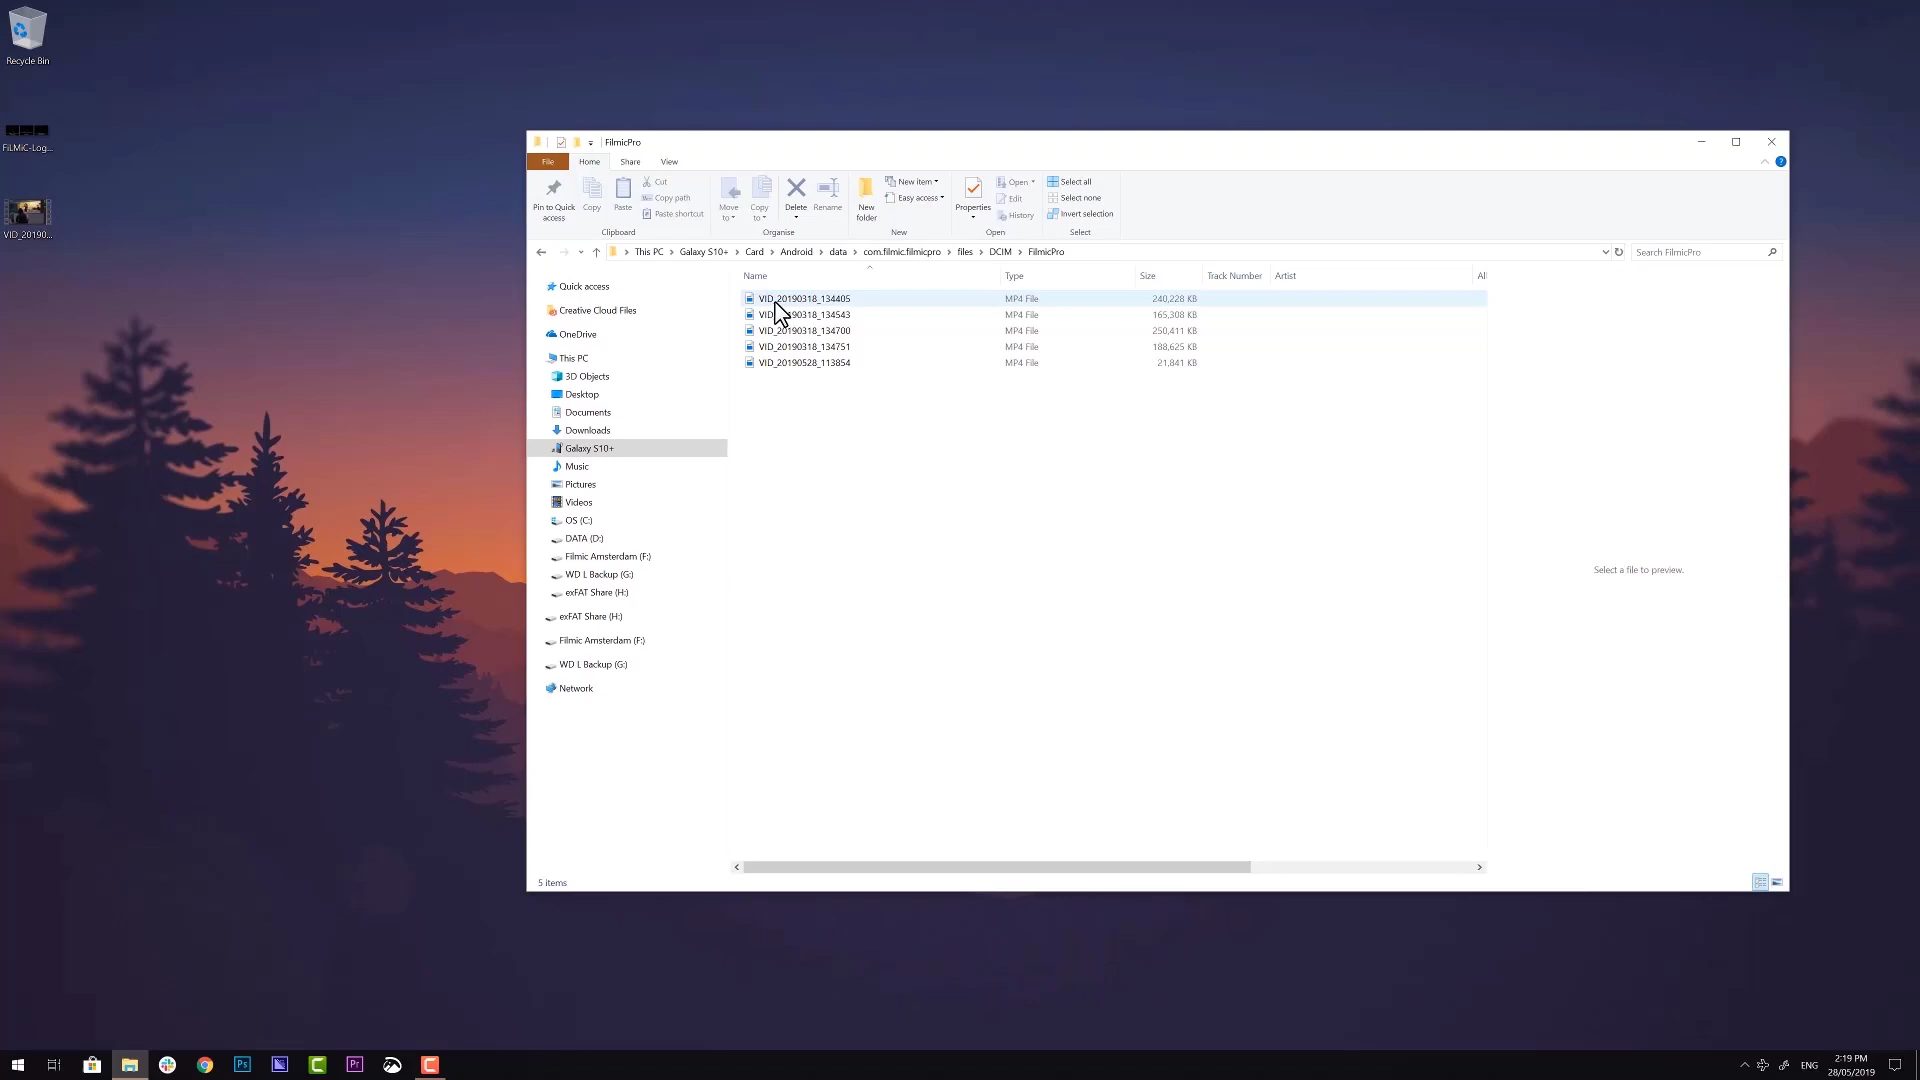 Recycle Bin
FiLMiC-Log...
VID_20190...
FilmicPro
File Home Share View
Pin to Quick access
Copy
Paste
Cut
Copy path
Paste shortcut
Clipboard
Move to
Copy to
Delete
Rename
Organise
New folder
New item
Easy access
New
Properties
Open
Edit
History
Open
Select all
Select none
Invert selection
Select
This PC > Galaxy S10+ > Card > Android > data > com.filmic.filmicpro > files > DCIM > FilmicPro
Search FilmicPro
Name Type Size Track Number Artist Al
VID_20190318_134405 MP4 File 240,228 KB
VID_20190318_134543 MP4 File 165,308 KB
VID_20190318_134700 MP4 File 250,411 KB
VID_20190318_134751 MP4 File 188,625 KB
VID_20190528_113854 MP4 File 21,841 KB
Quick access
Creative Cloud Files
OneDrive
This PC
3D Objects
Desktop
Documents
Downloads
Galaxy S10+
Music
Pictures
Videos
OS (C:)
DATA (D:)
Filmic Amsterdam (F:)
WD L Backup (G:)
exFAT Share (H:)
exFAT Share (H:)
Filmic Amsterdam (F:)
WD L Backup (G:)
Network
Select a file to preview.
5 items
Ps
Pr
ENG
2:19 PM
28/05/2019